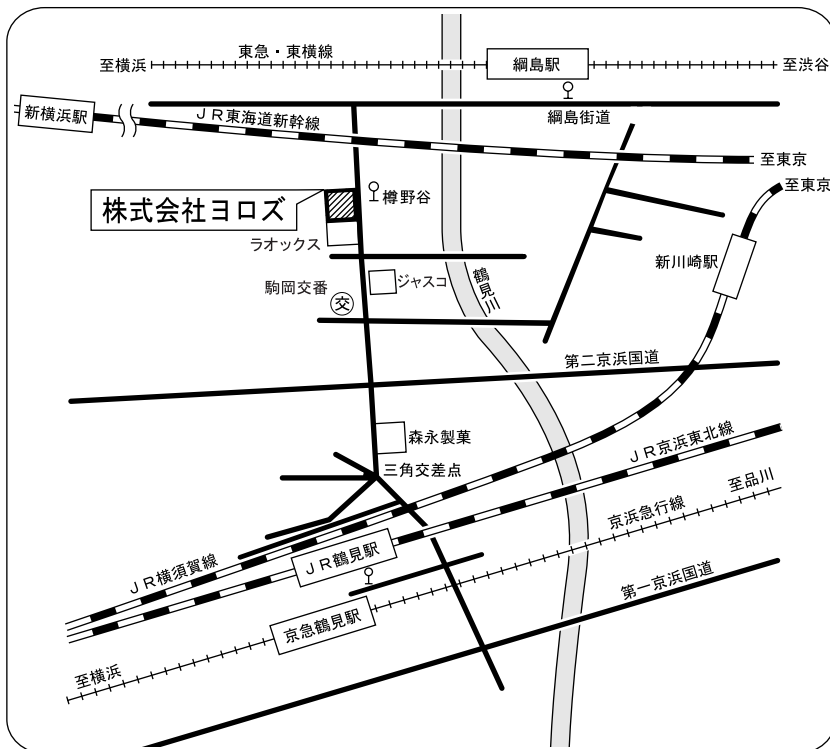 東急・東横線
至横浜
綱島駅
至渋谷
新横浜駅
JR東海道新幹線
綱島街道
至東京
至東京
樽野谷
株式会社ヨロズ
ラオックス
新川崎駅
ジャスコ
鶴見川
駒岡交番
交
第二京浜国道
森永製菓
JR京浜東北線
三角交差点
至品川
京浜急行線
JR横須賀線
JR鶴見駅
第一京浜国道
京急鶴見駅
至横浜